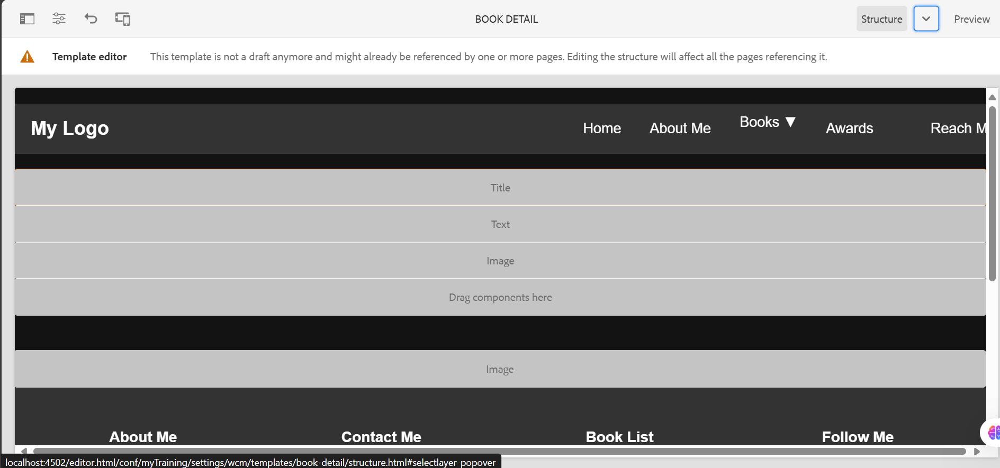 BOOK DETAIL
Structure
Preview
Template editor
This template is not a draft anymore and might already be referenced by one or more pages. Editing the structure will affect all the pages referencing it.
My Logo
Home
About Me
Books ▼
Awards
Reach M
Title
Text
Image
Drag components here
Image
About Me
Contact Me
Book List
Follow Me
localhost:4502/editor.html/conf/myTraining/settings/wcm/templates/book-detail/structure.html#selectlayer-popover